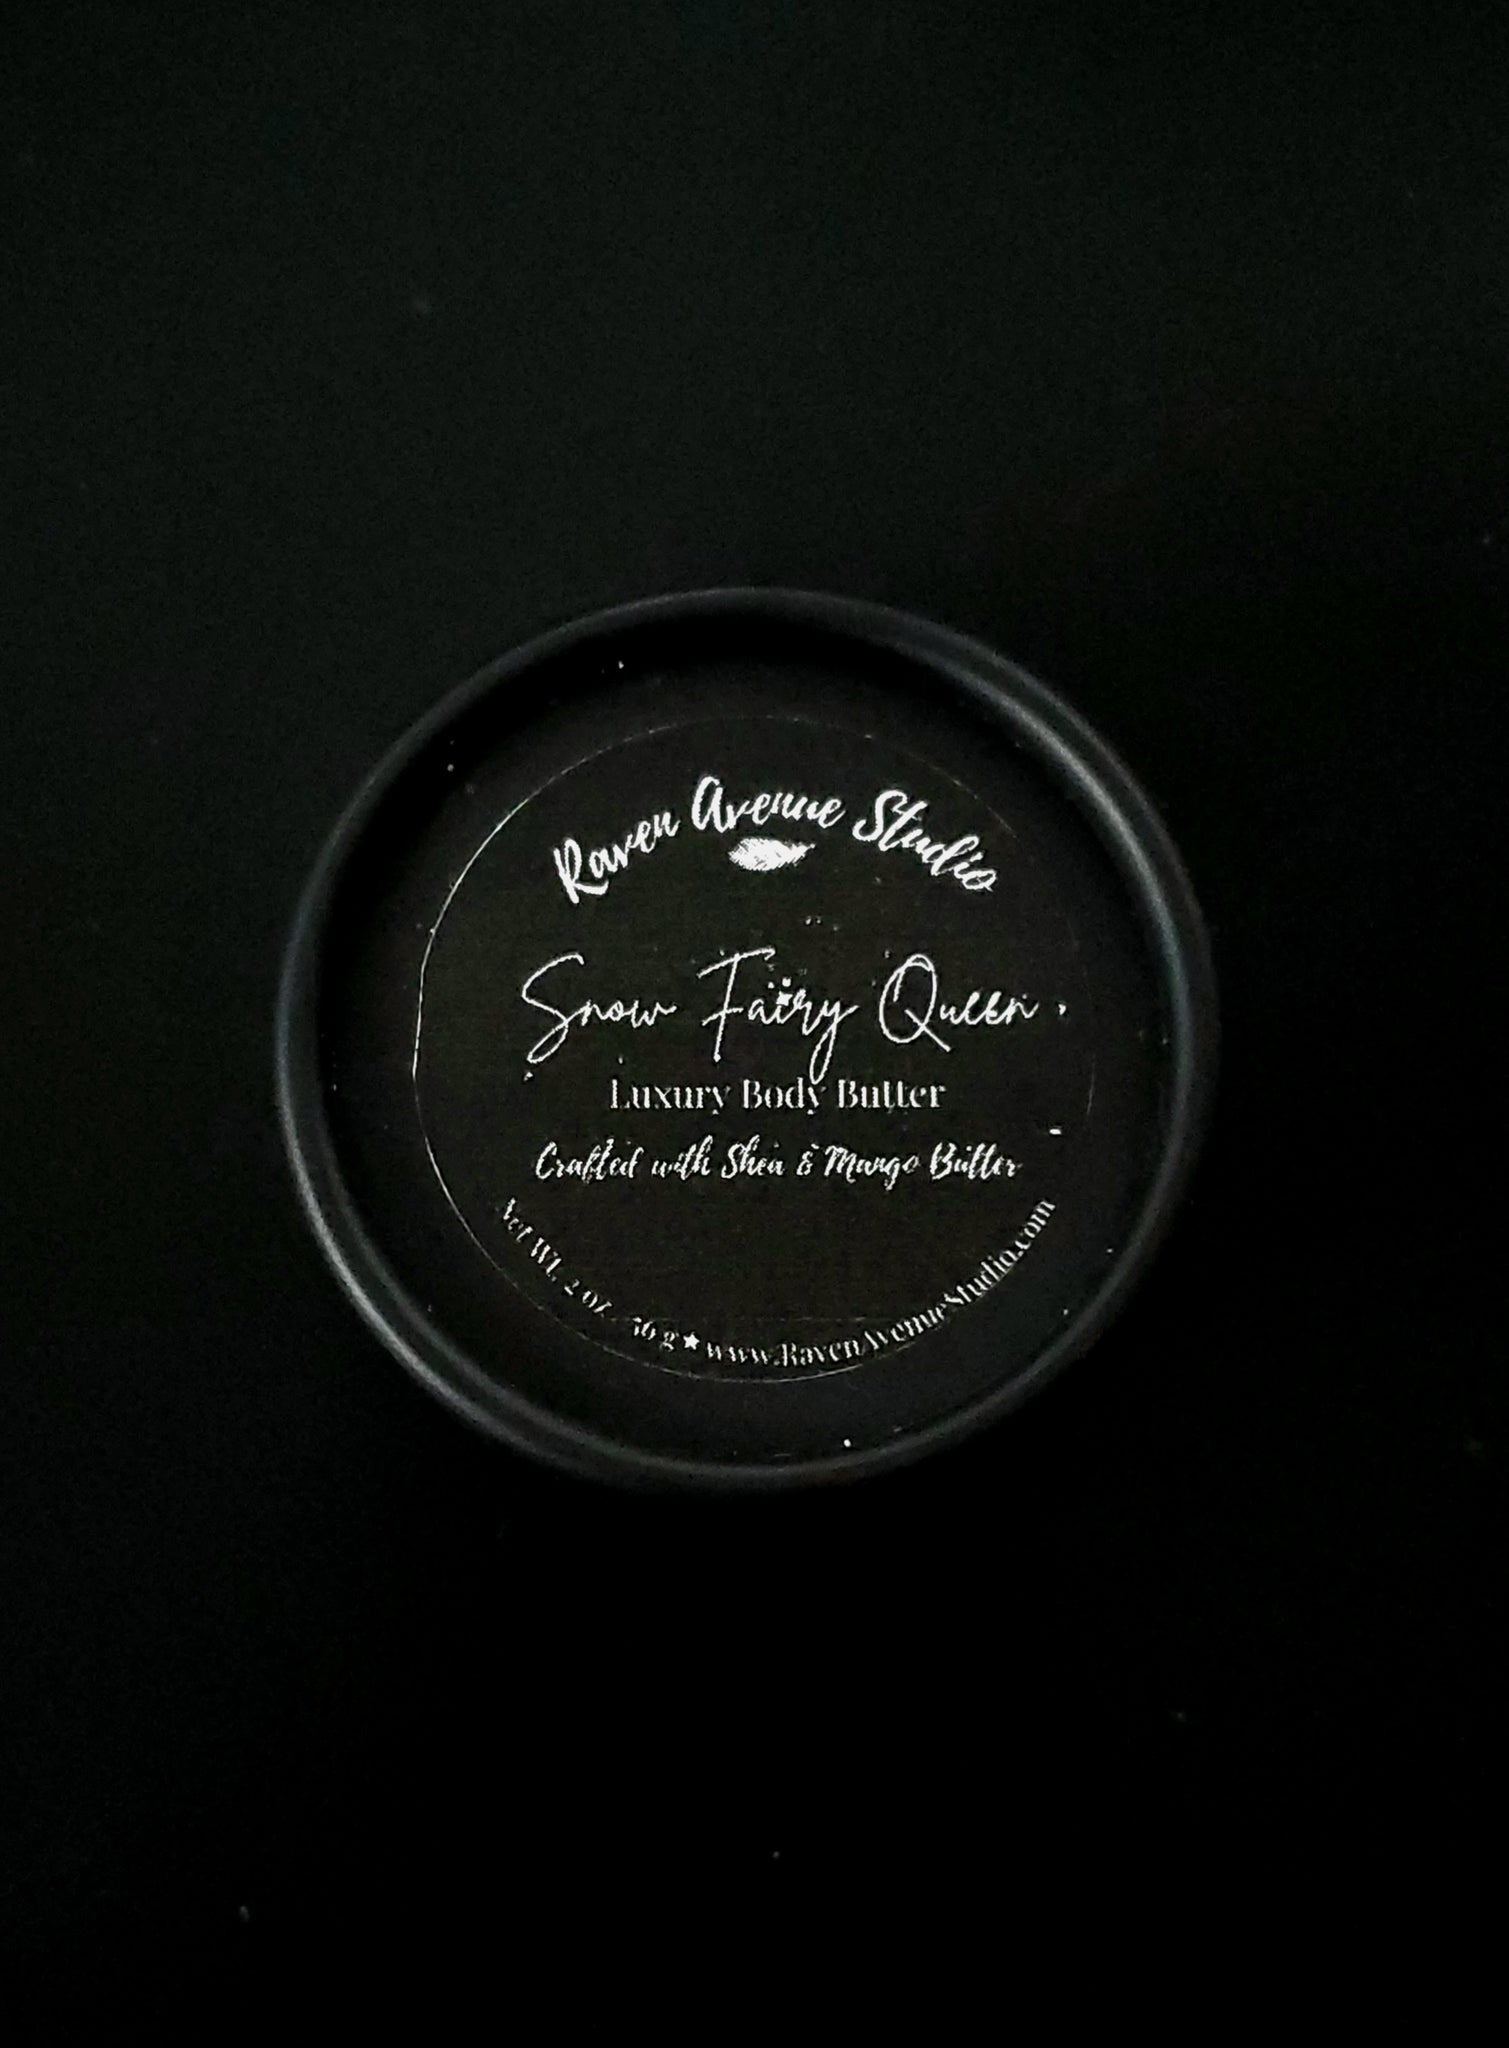 Raven Avenue Studio
Snow Fairy Queen
Luxury Body Butter
Crafted with Shea & Mango Butter
Net Wt. 2 oz. 56 g ★ www.RavenAvenueStudio.com